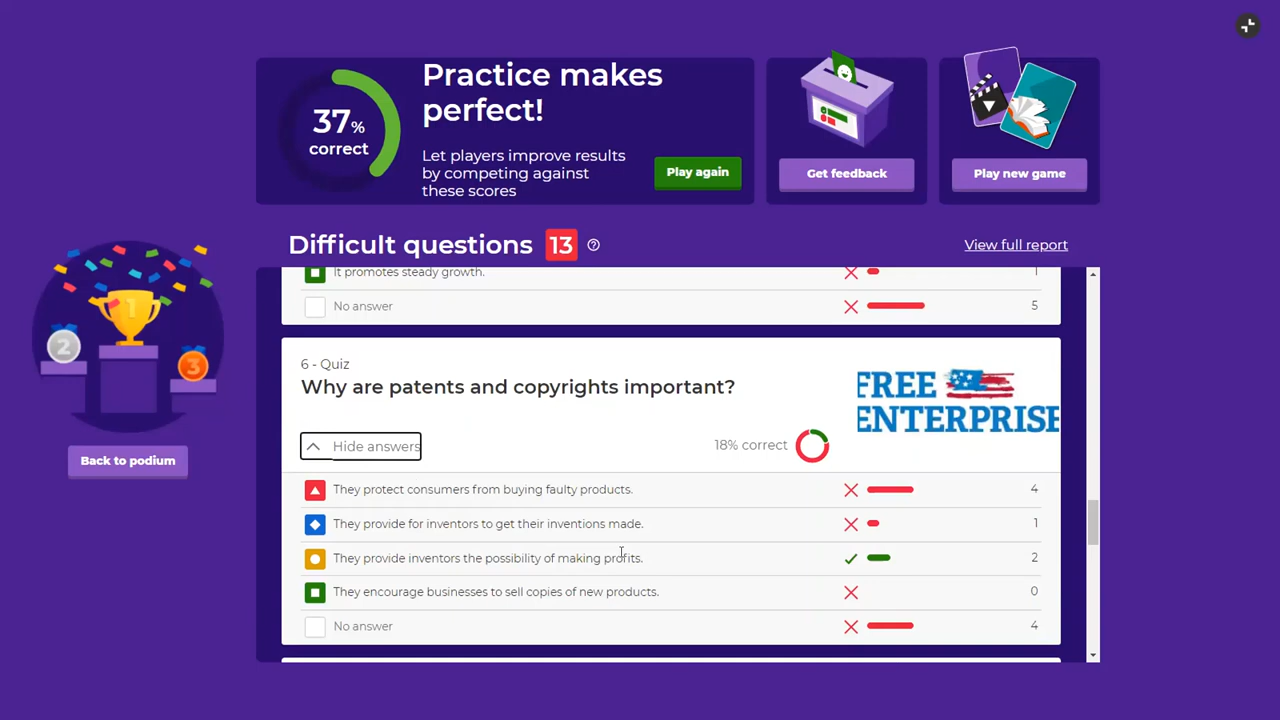 37%
correct
Practice makes
perfect!
Let players improve results
by competing against
these scores
Play again
Get feedback
Play new game
Difficult questions 13 ?
View full report
1
2
3
Back to podium
It promotes steady growth. 1
No answer 5
6 - Quiz
Why are patents and copyrights important?
FREE
ENTERPRISE
Hide answers
18% correct
They protect consumers from buying faulty products. 4
They provide for inventors to get their inventions made. 1
They provide inventors the possibility of making profits. 2
They encourage businesses to sell copies of new products. 0
No answer 4